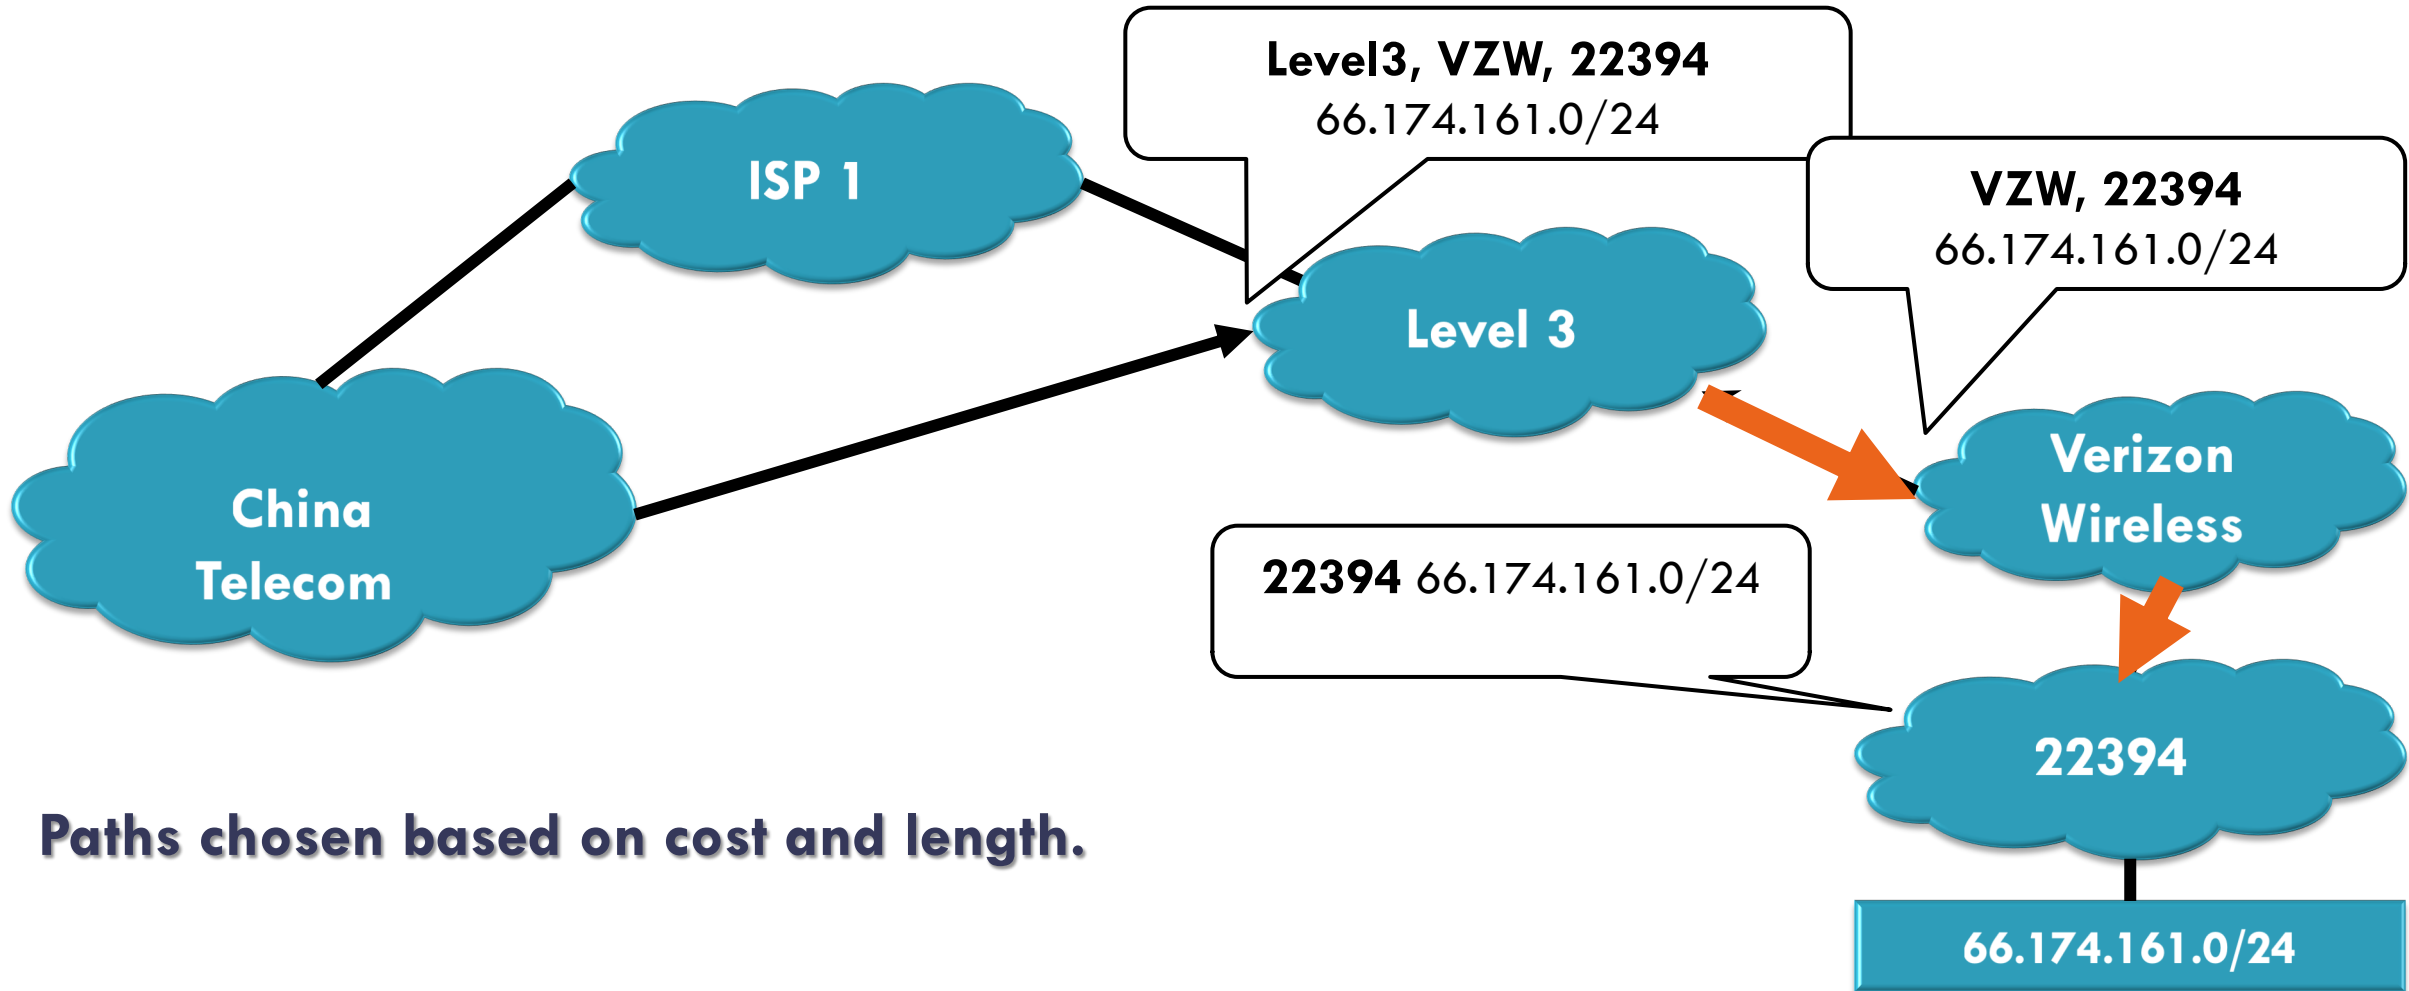 Level3, VZW, 22394
66.174.161.0/24
ISP 1
VZW, 22394
66.174.161.0/24
Level 3
Verizon
Wireless
China
Telecom
22394 66.174.161.0/24
22394
Paths chosen based on cost and length.
66.174.161.0/24